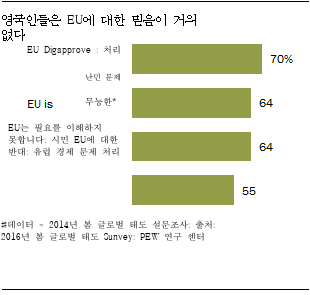 영국인들은 EU에 대한 믿음이 거의
없다
EU Digapprove : 처리
70%
난민 문제
EU is 무능한*
64
EU는 필요를 이해하지
못합니다: 시민 EU에 대한
64
반대: 유럽 경제 문제 처리
55
#데이터 - 2014년 봄 글로벌 태도 설문조사: 출처:
2016년 봄 글로벌 태도 Survey: PEW 연구 센터